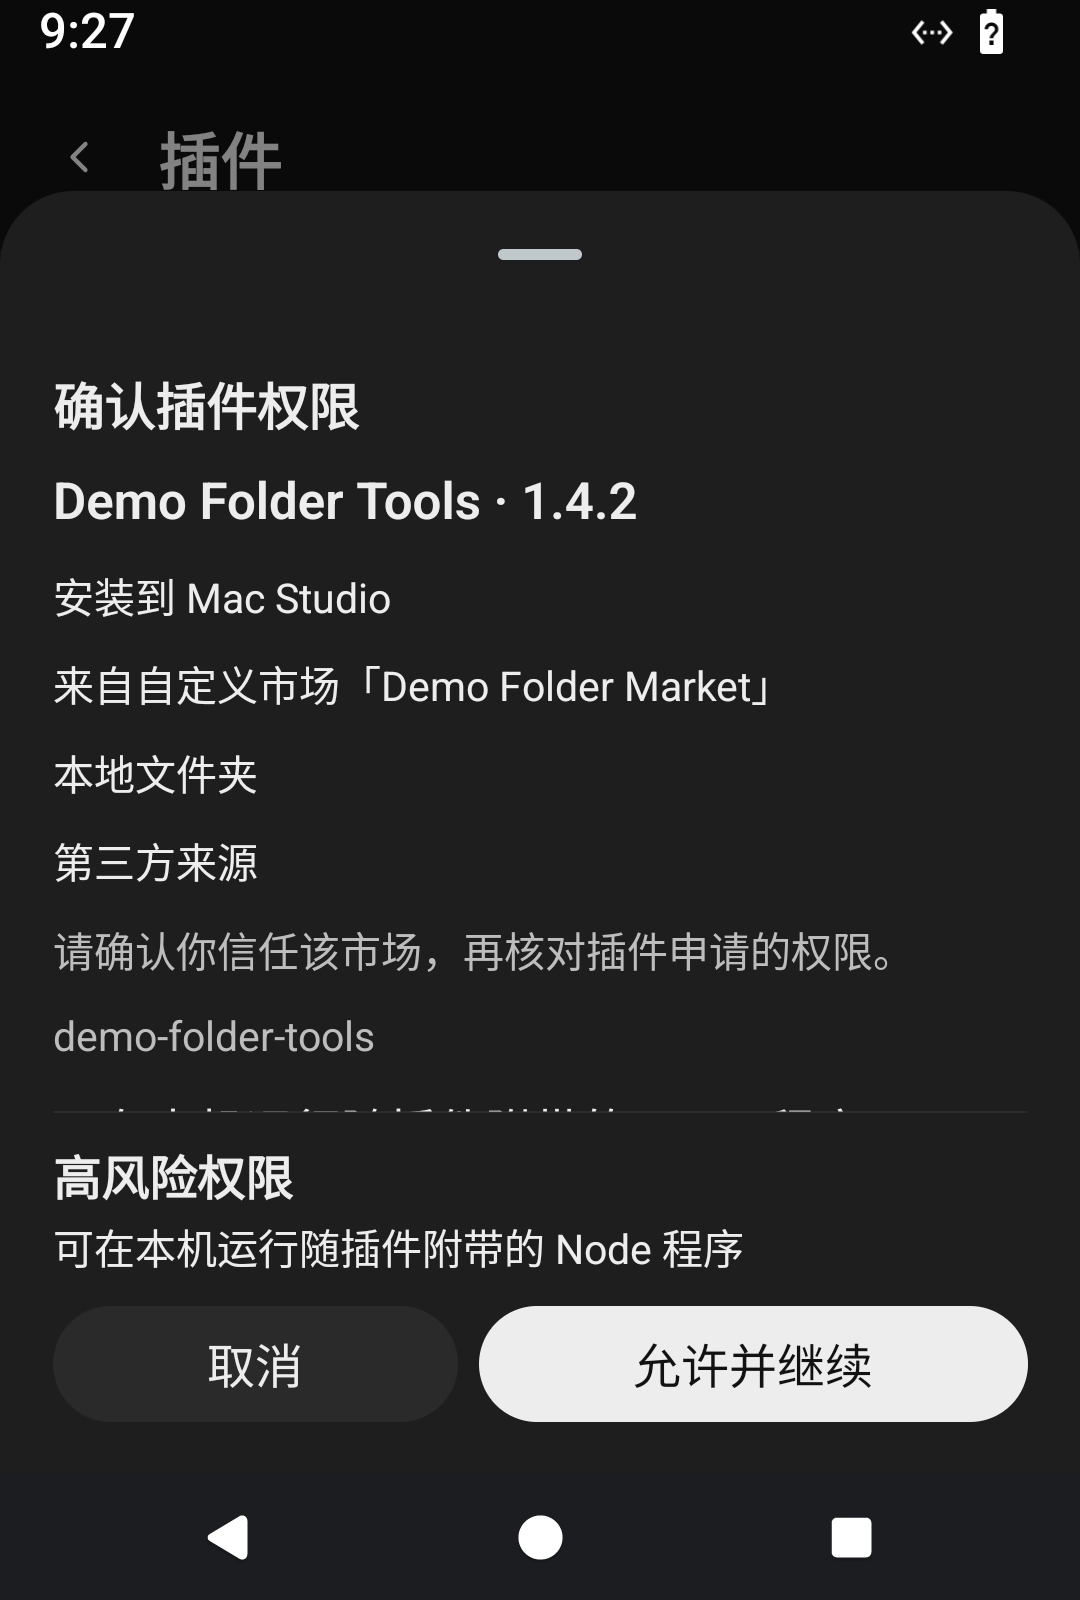 9:27
插件
确认插件权限
Demo Folder Tools · 1.4.2
安装到 Mac Studio
来自自定义市场「Demo Folder Market」
本地文件夹
第三方来源
请确认你信任该市场，再核对插件申请的权限。
demo-folder-tools
高风险权限
可在本机运行随插件附带的 Node 程序
取消
允许并继续